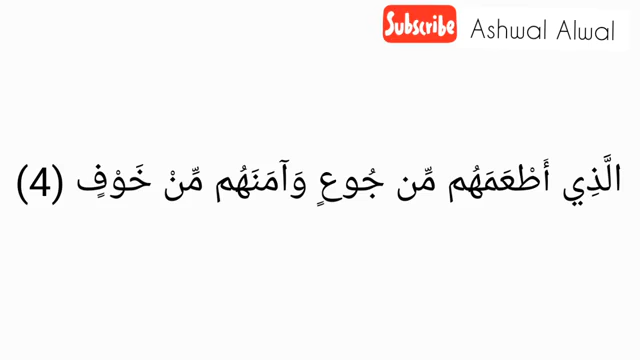 Subscribe Ashwal Alwal
الَّذِي أَطْعَمَهُم مِّن جُوعٍ وَآمَنَهُم مِّنْ خَوْفٍ (4)